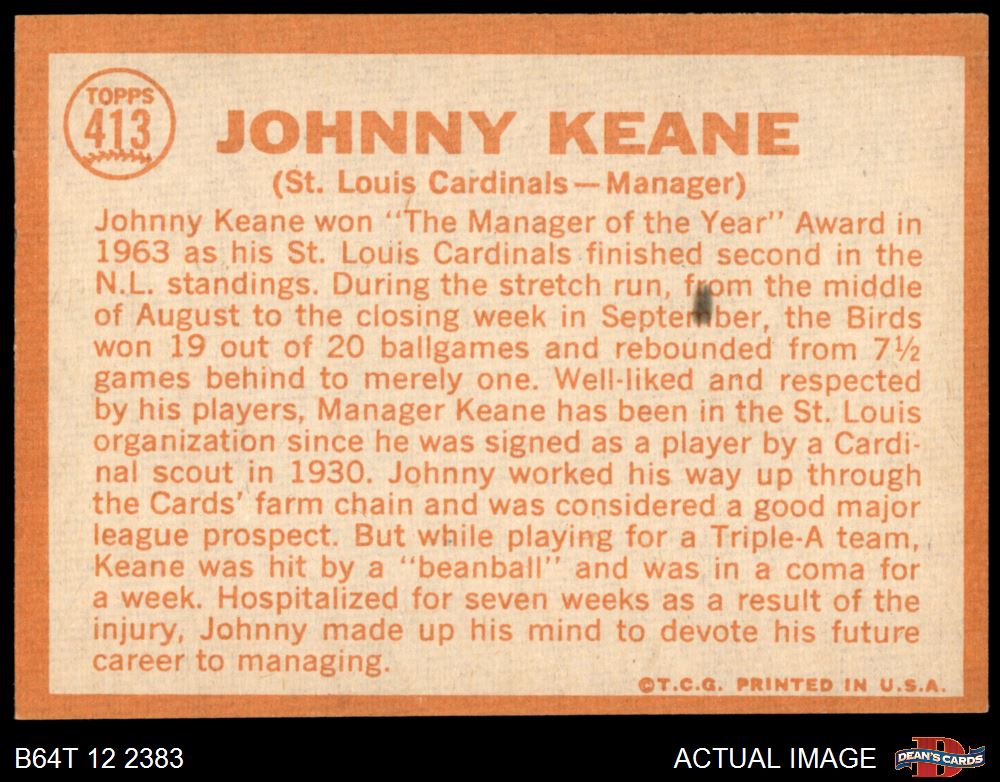 TOPPS
413
JOHNNY KEANE
(St. Louis Cardinals—Manager)
Johnny Keane won "The Manager of the Year" Award in
1963 as his St. Louis Cardinals finished second in the
N.L. standings. During the stretch run, from the middle
of August to the closing week in September, the Birds
won 19 out of 20 ballgames and rebounded from 7½
games behind to merely one. Well-liked and respected
by his players, Manager Keane has been in the St. Louis
organization since he was signed as a player by a Cardi-
nal scout in 1930. Johnny worked his way up through
the Cards' farm chain and was considered a good major
league prospect. But while playing for a Triple-A team,
Keane was hit by a "beanball" and was in a coma for
a week. Hospitalized for seven weeks as a result of the
injury, Johnny made up his mind to devote his future
career to managing.
©T.C.G. PRINTED IN U.S.A.
B64T 12 2383
ACTUAL IMAGE
D
DEAN'S CARDS